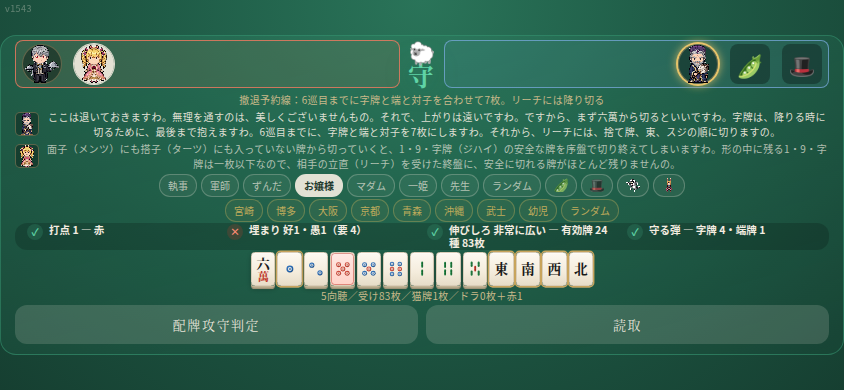 v1543
守
撤退予約線：6巡目までに字牌と端と対子を合わせて7枚。リーチには降り切る
ここは退いておきますわ。無理を通すのは、美しくございませんもの。それで、上がりは遠いですわ。ですから、まず六萬から切るといいですわ。字牌は、降りる時に
切るために、最後まで抱えますわ。6巡目までに、字牌と端と対子を7枚にしますわ。それから、リーチには、捨て牌、東、スジの順に切りますの。
面子（メンツ）にも搭子（ターツ）にも入っていない牌から切っていくと、1・9・字牌（ジハイ）の安全な牌を序盤で切り終えてしまいますわ。形の中に残る1・9・字
牌は一枚以下なので、相手の立直（リーチ）を受けた終盤に、安全に切れる牌がほとんど残りませんの。
執事 軍師 ずんだ お嬢様 マダム 一姫 先生 ランダム
宮崎 博多 大阪 京都 青森 沖縄 武士 幼児 ランダム
✓ 打点 1 — 赤
✕ 埋まり 好1・愚1（要 4）
✓ 伸びしろ 非常に広い — 有効牌 24
種 83枚
✓ 守る弾 — 字牌 4・端牌 1
六萬 東 南 西 北
5向聴／受け83枚／猫牌1枚／ドラ0枚＋赤1
配牌攻守判定
読取